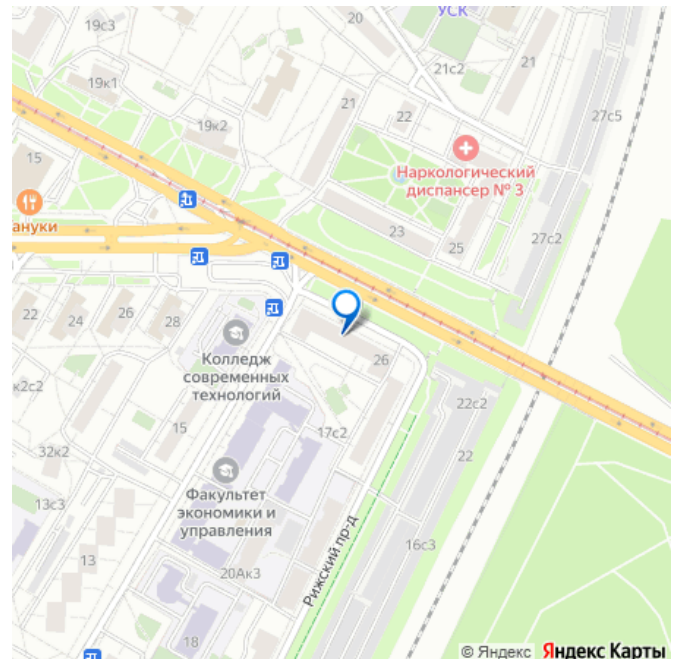 19с3
20
УСК
19к1
21с2
21
21
22
27с5
19к2
15
Наркологический
диспансер № 3
ануки
23
25
27с2
22
24
26
28
Колледж
современных
технологий
26
к2с2
22с2
15
17с2
32к2
22
13с3
Факультет
экономики и
управления
16с3
13
20Ак3
Рижский пр-д
18
© Яндекс Яндекс Карты